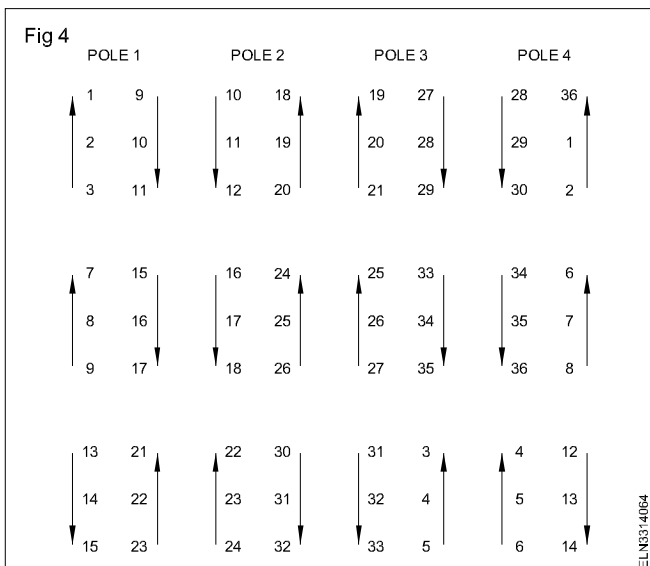 Fig 4
POLE 1 POLE 2 POLE 3 POLE 4
1 9 10 18 19 27 28 36
2 10 11 19 20 28 29 1
3 11 12 20 21 29 30 2
7 15 16 24 25 33 34 6
8 16 17 25 26 34 35 7
9 17 18 26 27 35 36 8
13 21 22 30 31 3 4 12
14 22 23 31 32 4 5 13
15 23 24 32 33 5 6 14
ELN3314064